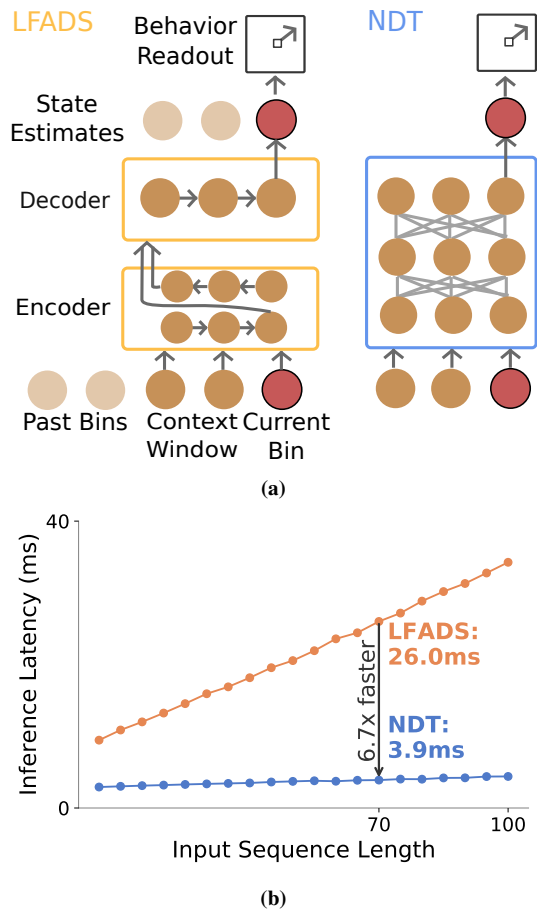 LFADS
Behavior
Readout
NDT
State
Estimates
Decoder
Encoder
Past Bins
Context
Window
Current
Bin
(a)
40
Inference Latency (ms)
LFADS:
26.0ms
6.7x faster
NDT:
3.9ms
0
70
100
Input Sequence Length
(b)